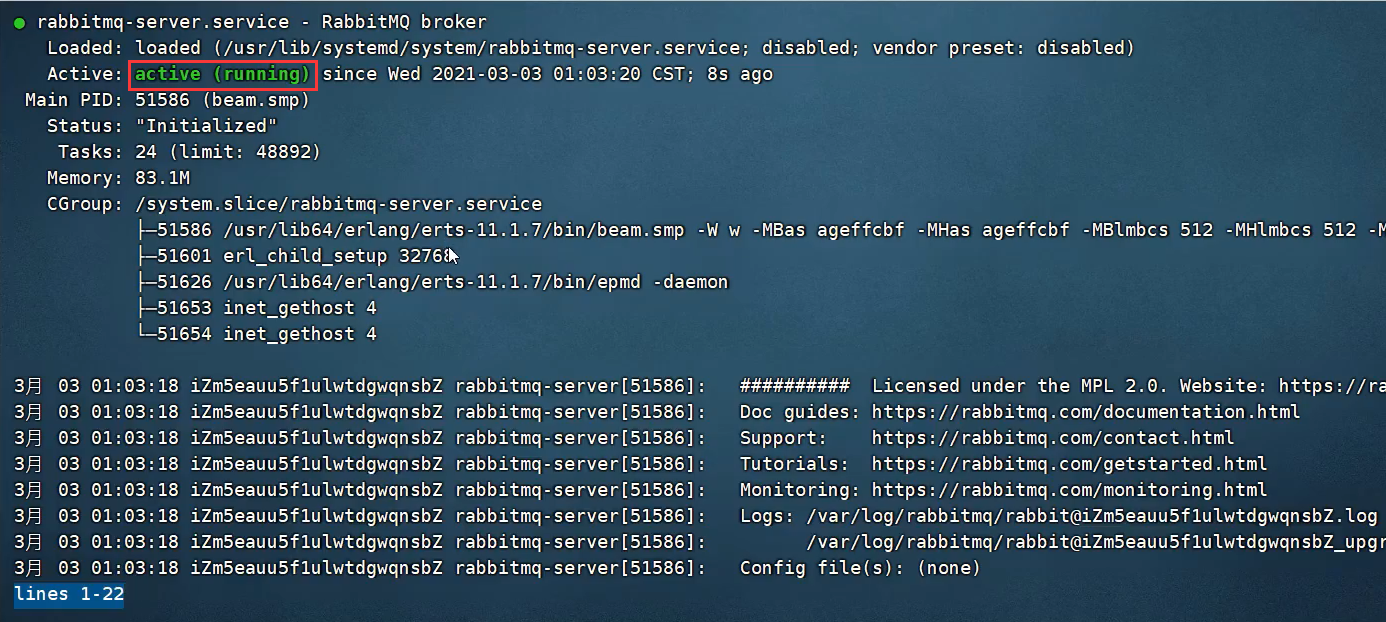 ● rabbitmq-server.service - RabbitMQ broker
Loaded: loaded (/usr/lib/systemd/system/rabbitmq-server.service; disabled; vendor preset: disabled)
Active: active (running) since Wed 2021-03-03 01:03:20 CST; 8s ago
Main PID: 51586 (beam.smp)
Status: "Initialized"
Tasks: 24 (limit: 48892)
Memory: 83.1M
CGroup: /system.slice/rabbitmq-server.service
├─51586 /usr/lib64/erlang/erts-11.1.7/bin/beam.smp -W w -MBas ageffcbf -MHas ageffcbf -MBlmbcs 512 -MHlmbcs 512 -M
├─51601 erl_child_setup 32768
├─51626 /usr/lib64/erlang/erts-11.1.7/bin/epmd -daemon
├─51653 inet_gethost 4
└─51654 inet_gethost 4
3月 03 01:03:18 iZm5eauu5f1ulwtdgwqnsbZ rabbitmq-server[51586]: ########## Licensed under the MPL 2.0. Website: https://ra
3月 03 01:03:18 iZm5eauu5f1ulwtdgwqnsbZ rabbitmq-server[51586]: Doc guides: https://rabbitmq.com/documentation.html
3月 03 01:03:18 iZm5eauu5f1ulwtdgwqnsbZ rabbitmq-server[51586]: Support: https://rabbitmq.com/contact.html
3月 03 01:03:18 iZm5eauu5f1ulwtdgwqnsbZ rabbitmq-server[51586]: Tutorials: https://rabbitmq.com/getstarted.html
3月 03 01:03:18 iZm5eauu5f1ulwtdgwqnsbZ rabbitmq-server[51586]: Monitoring: https://rabbitmq.com/monitoring.html
3月 03 01:03:18 iZm5eauu5f1ulwtdgwqnsbZ rabbitmq-server[51586]: Logs: /var/log/rabbitmq/rabbit@iZm5eauu5f1ulwtdgwqnsbZ.log
3月 03 01:03:18 iZm5eauu5f1ulwtdgwqnsbZ rabbitmq-server[51586]: /var/log/rabbitmq/rabbit@iZm5eauu5f1ulwtdgwqnsbZ_upgr
3月 03 01:03:18 iZm5eauu5f1ulwtdgwqnsbZ rabbitmq-server[51586]: Config file(s): (none)
lines 1-22